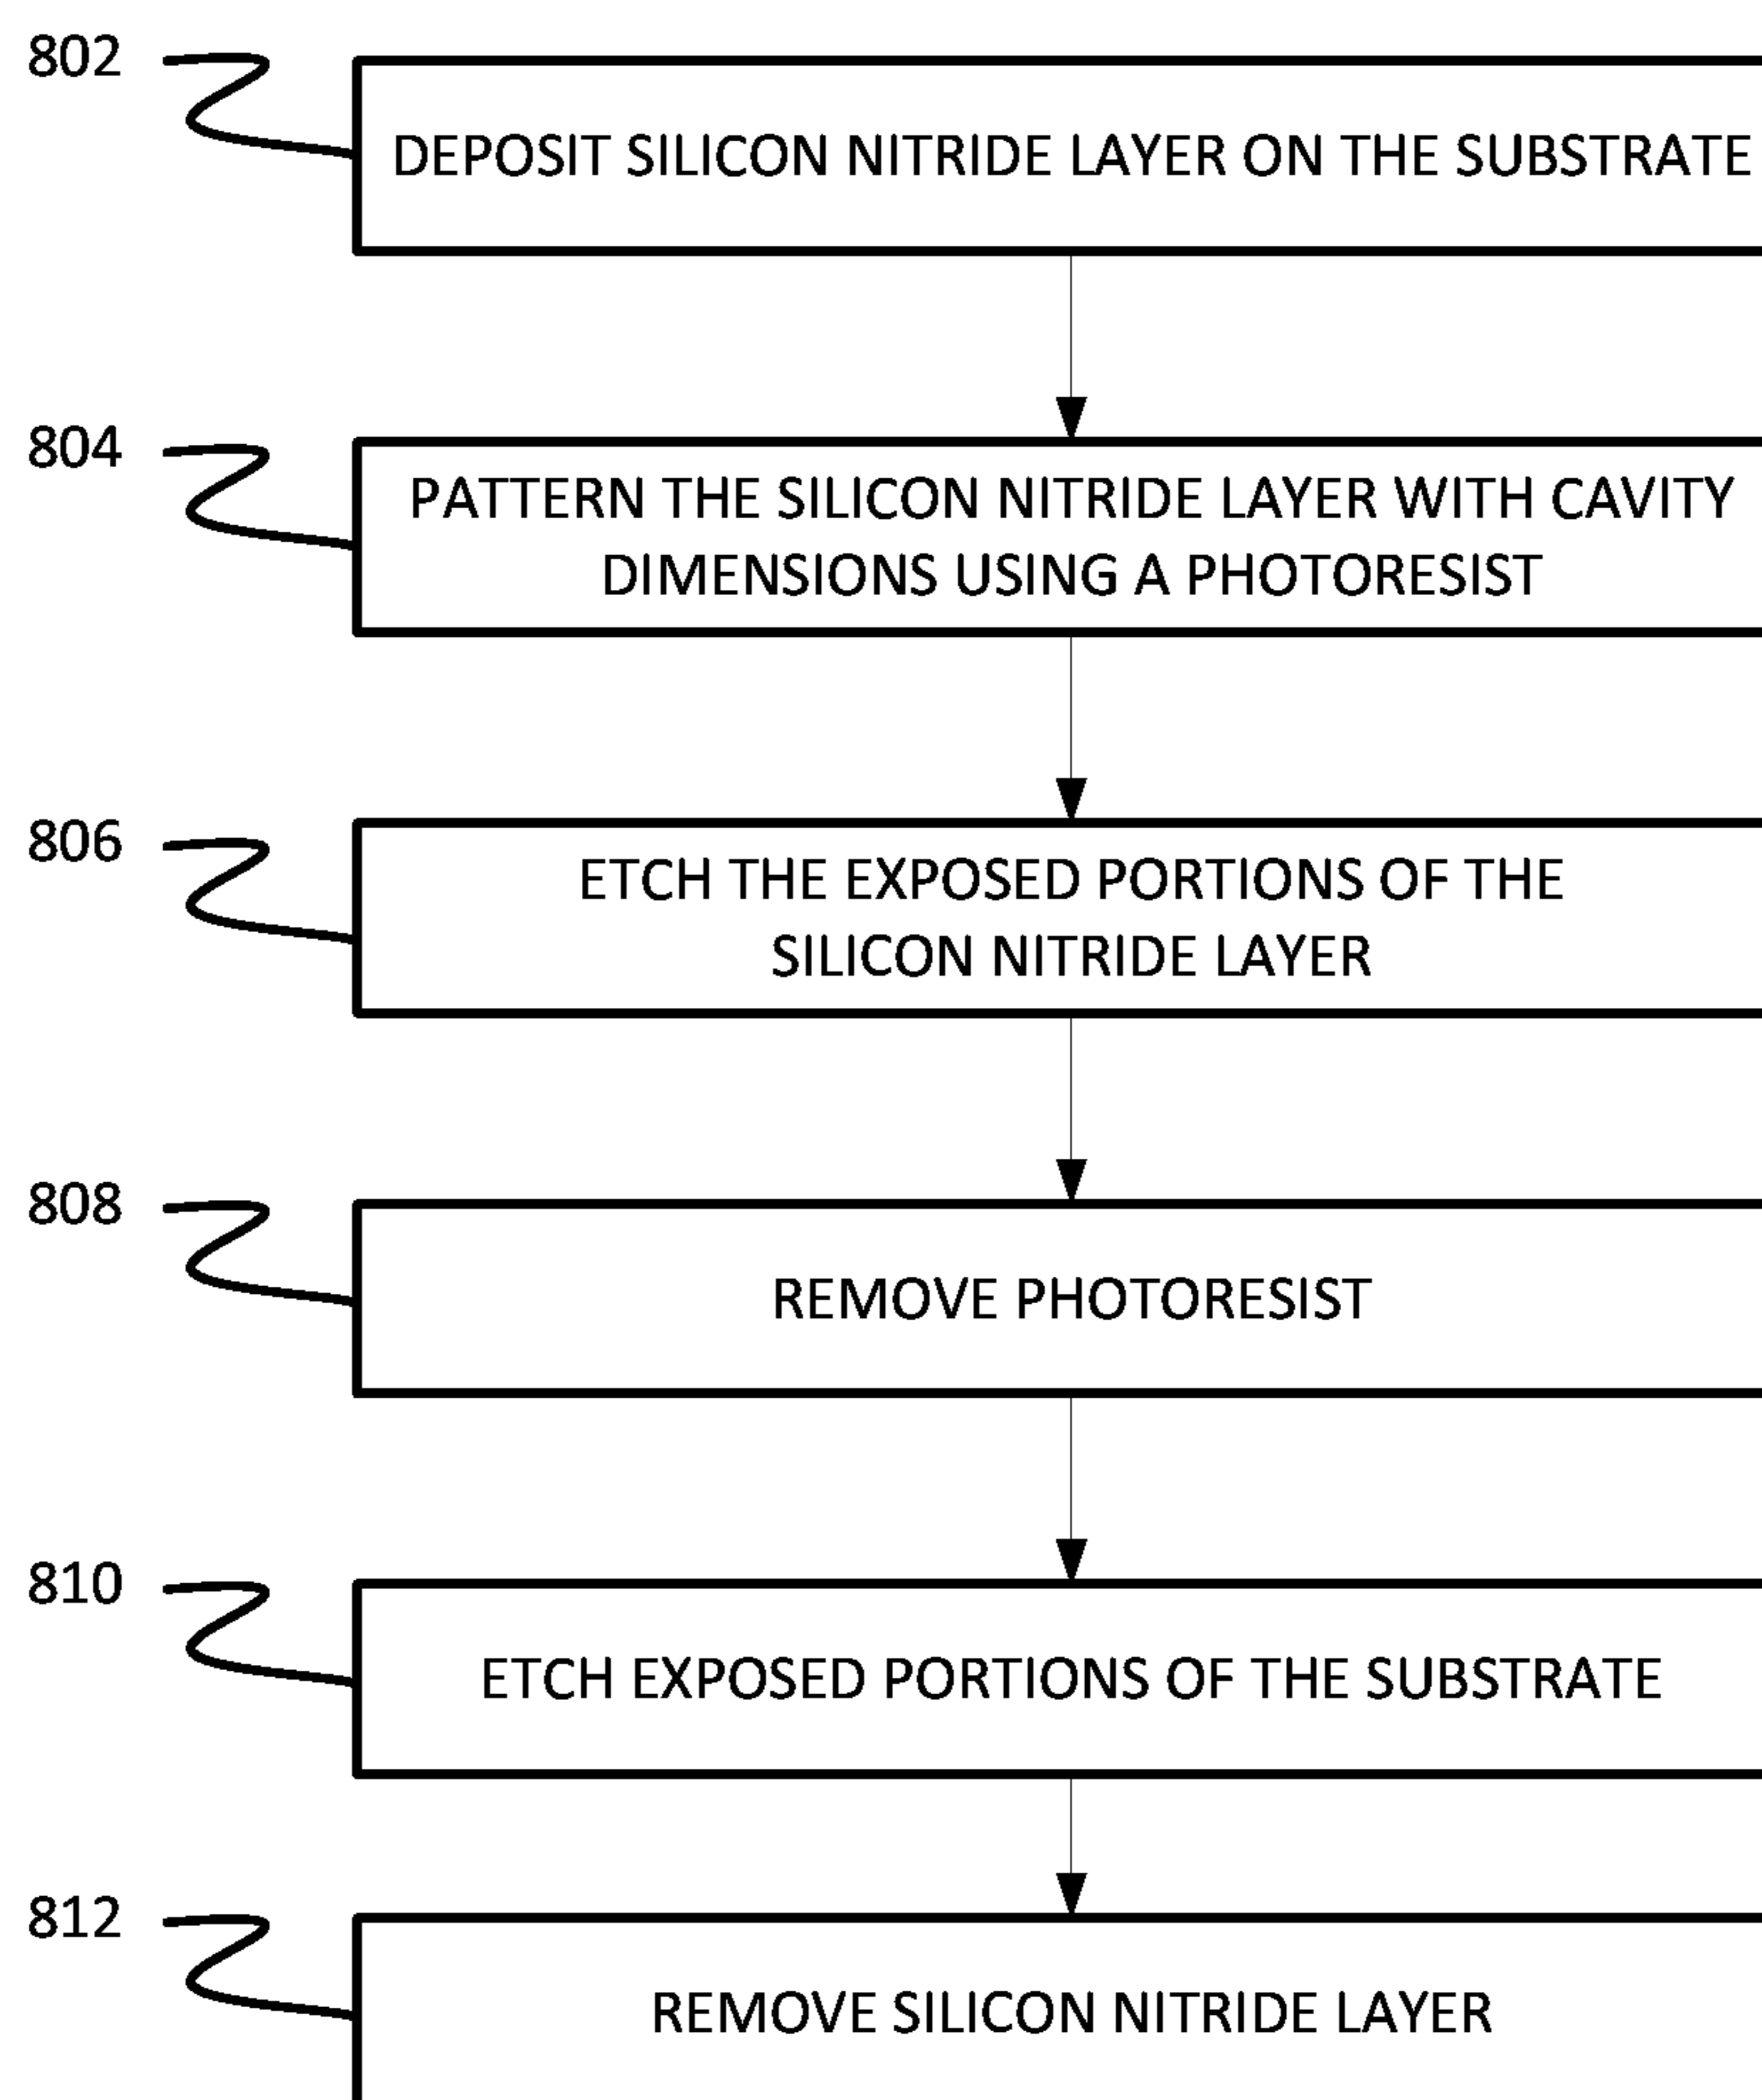 802
DEPOSIT SILICON NITRIDE LAYER ON THE SUBSTRATE
804
PATTERN THE SILICON NITRIDE LAYER WITH CAVITY
DIMENSIONS USING A PHOTORESIST
806
ETCH THE EXPOSED PORTIONS OF THE
SILICON NITRIDE LAYER
808
REMOVE PHOTORESIST
810
ETCH EXPOSED PORTIONS OF THE SUBSTRATE
812
REMOVE SILICON NITRIDE LAYER